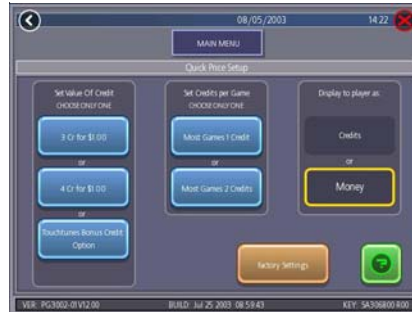 08/05/2003 14:22
MAIN MENU
Quick Price Setup
Set Value Of Credit
CHOOSE ONLY ONE
3 Cr for $1.00
or
4 Cr for $1.00
or
Touchtunes Bonus Credit
Option
Set Credits per Game
CHOOSE ONLY ONE
Most Games 1 Credit
or
Most Games 2 Credits
Display to player as:
Credits
or
Money
Factory Settings
VER: PG3002-01V12.00 BUILD: Jul 25 2003 08:59:43 KEY: SA306800 R00